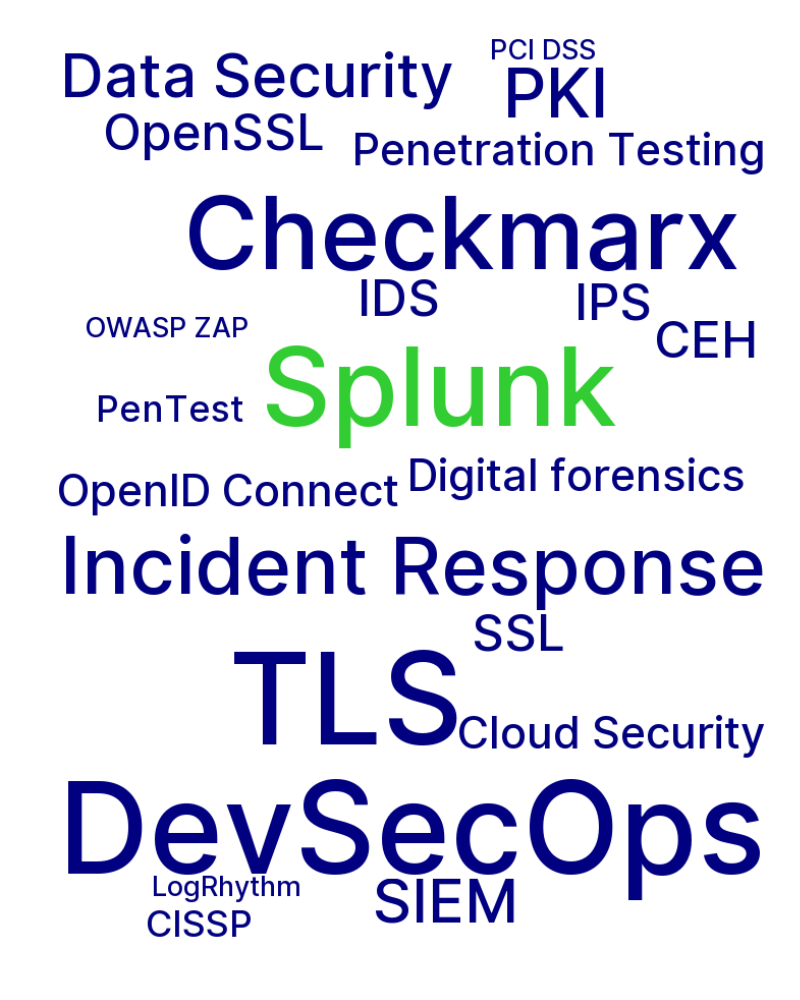 PCI DSS
Data Security
PKI
OpenSSL
Penetration Testing
Checkmarx
IDS
IPS
OWASP ZAP
CEH
Splunk
PenTest
Digital forensics
OpenID Connect
Incident Response
SSL
TLS
Cloud Security
DevSecOps
LogRhythm
SIEM
CISSP